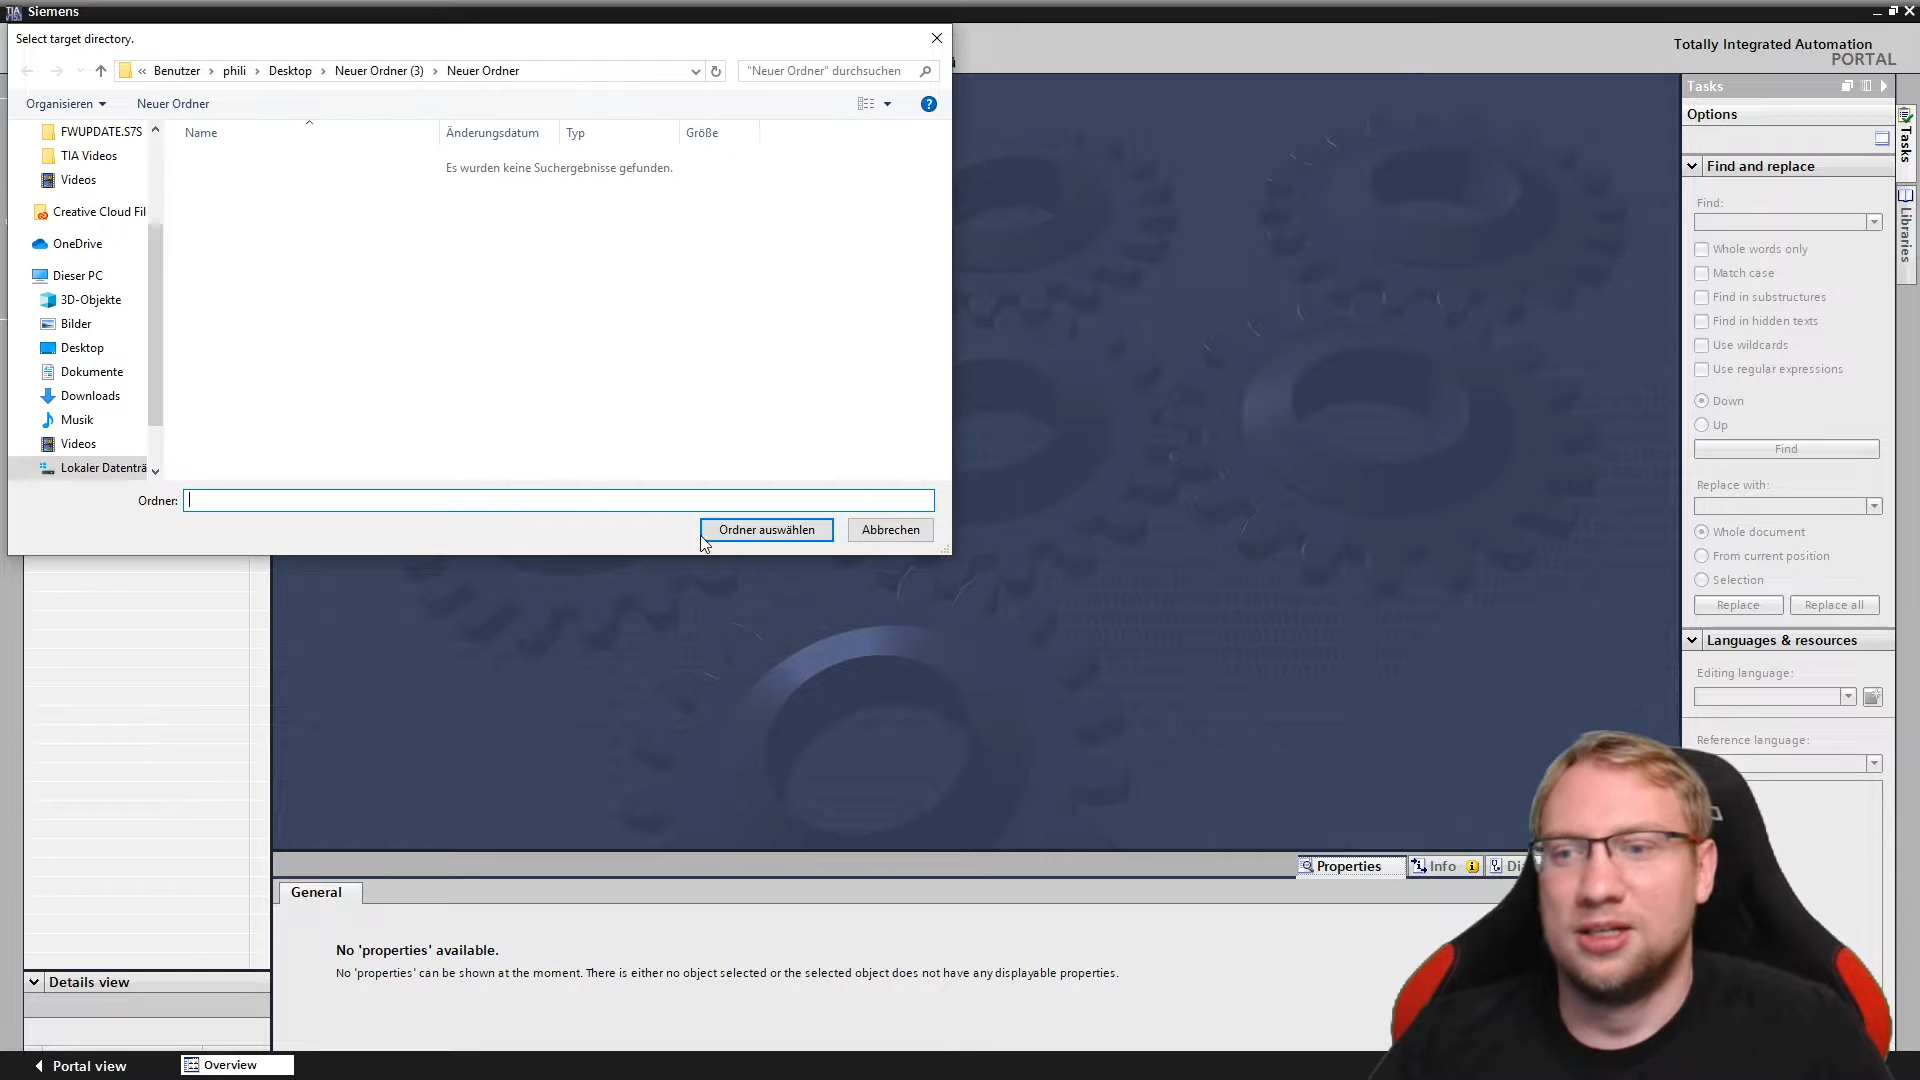 Siemens
Select target directory.
« Benutzer › phili › Desktop › Neuer Ordner (3) › Neuer Ordner
"Neuer Ordner" durchsuchen
Organisieren
Neuer Ordner
Name
Änderungsdatum
Typ
Größe
Es wurden keine Suchergebnisse gefunden.
FWUPDATE.S7S
TIA Videos
Videos
Creative Cloud Fil
OneDrive
Dieser PC
3D-Objekte
Bilder
Desktop
Dokumente
Downloads
Musik
Videos
Lokaler Datenträ
Ordner:
Ordner auswählen
Abbrechen
Totally Integrated Automation
PORTAL
Tasks
Options
Find and replace
Find:
Whole words only
Match case
Find in substructures
Find in hidden texts
Use wildcards
Use regular expressions
Down
Up
Find
Replace with:
Whole document
From current position
Selection
Replace
Replace all
Languages & resources
Editing language:
Reference language:
Tasks
Libraries
Properties
Info
General
No 'properties' available.
No 'properties' can be shown at the moment. There is either no object selected or the selected object does not have any displayable properties.
Details view
Portal view
Overview